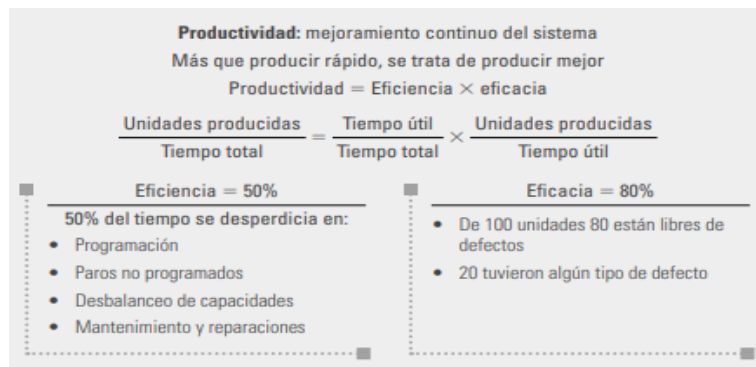 Productividad: mejoramiento continuo del sistema
Más que producir rápido, se trata de producir mejor
Productividad = Eficiencia × eficacia
Unidades producidas / Tiempo total = Tiempo útil / Tiempo total × Unidades producidas / Tiempo útil
Eficiencia = 50%
50% del tiempo se desperdicia en:
• Programación
• Paros no programados
• Desbalanceo de capacidades
• Mantenimiento y reparaciones
Eficacia = 80%
• De 100 unidades 80 están libres de
defectos
• 20 tuvieron algún tipo de defecto